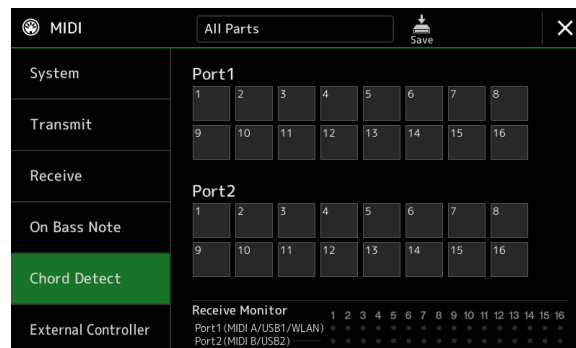 MIDI
All Parts
Save
System
Transmit
Receive
On Bass Note
Chord Detect
External Controller
Port1
1 2 3 4 5 6 7 8
9 10 11 12 13 14 15 16
Port2
1 2 3 4 5 6 7 8
9 10 11 12 13 14 15 16
Receive Monitor 1 2 3 4 5 6 7 8 9 10 11 12 13 14 15 16
Port1(MIDI A/USB1/WLAN)
Port2(MIDI B/USB2)